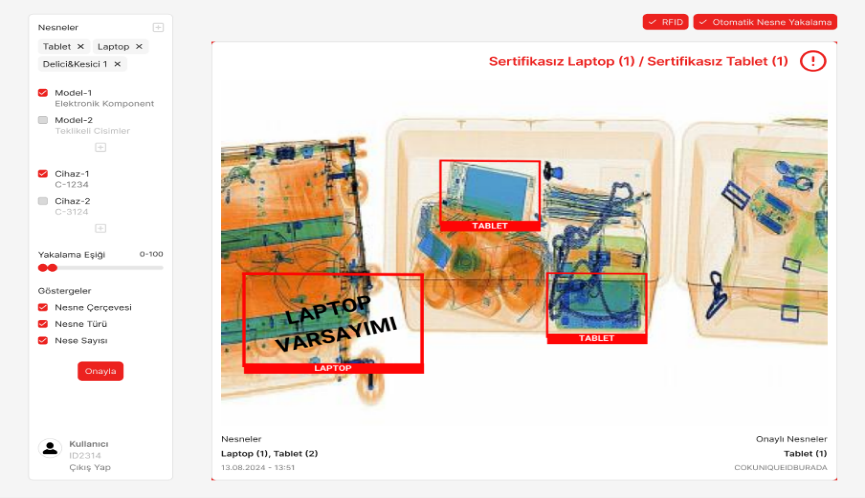 Nesneler
Tablet ✕ Laptop ✕
Delici&Kesici 1 ✕
Model-1
Elektronik Komponent
Model-2
Teklikeli Cisimler
Cihaz-1
C-1234
Cihaz-2
C-3124
Yakalama Eşiği 0-100
Göstergeler
Nesne Çerçevesi
Nesne Türü
Nese Sayısı
Onayla
Kullanıcı
ID2314
Çıkış Yap
RFID
Otomatik Nesne Yakalama
Sertifikasız Laptop (1) / Sertifikasız Tablet (1)
TABLET
LAPTOP
VARSAYIMI
LAPTOP
TABLET
Nesneler
Laptop (1), Tablet (2)
13.08.2024 - 13:51
Onaylı Nesneler
Tablet (1)
COKUNIQUEIDBURADA